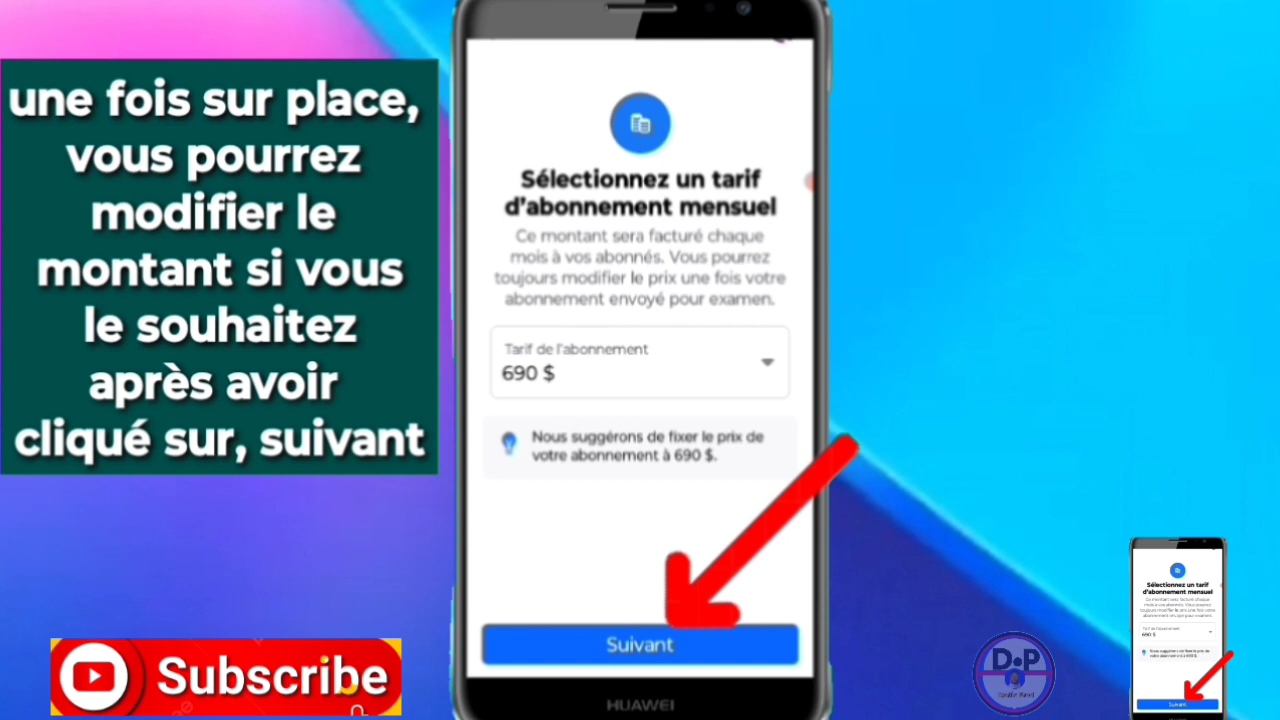 une fois sur place,
vous pourrez
modifier le
montant si vous
le souhaitez
après avoir
cliqué sur, suivant
Sélectionnez un tarif
d'abonnement mensuel
Ce montant sera facturé chaque
mois à vos abonnés. Vous pourrez
toujours modifier le prix une fois votre
abonnement envoyé pour examen.
Tarif de l'abonnement
690 $
Nous suggérons de fixer le prix de
votre abonnement à 690 $.
Suivant
HUAWEI
Subscribe
D.P
Sélectionnez un tarif
d'abonnement mensuel
690 $
Suivant